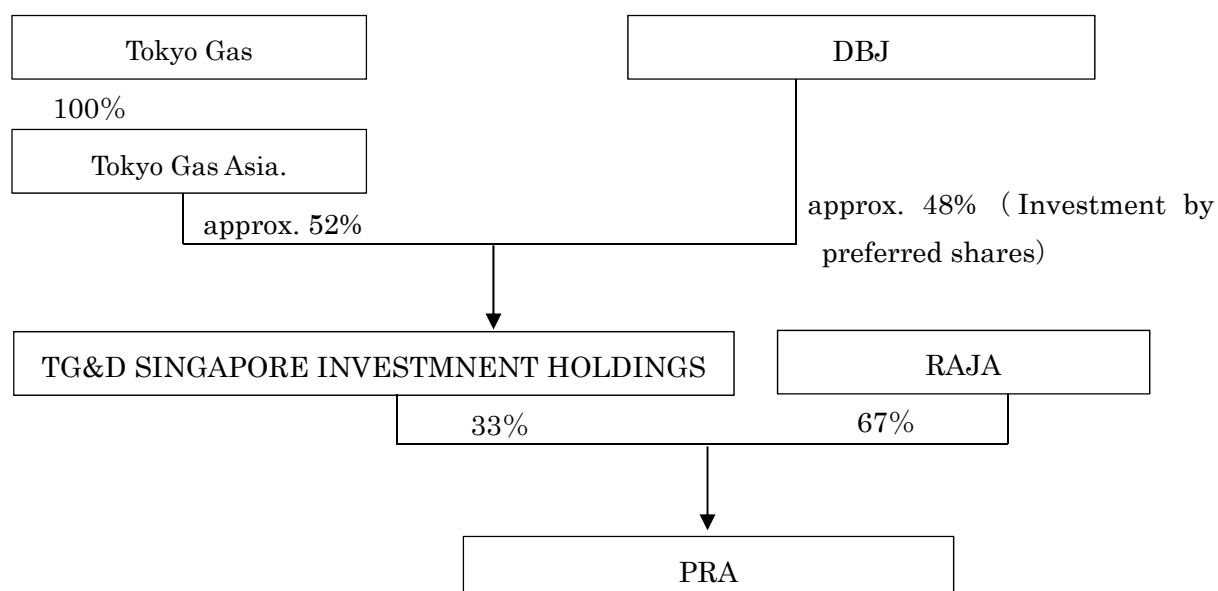 Tokyo Gas
DBJ
100%
Tokyo Gas Asia.
approx. 52%
approx. 48% （Investment by
preferred shares）
TG&D SINGAPORE INVESTMNENT HOLDINGS
RAJA
33%
67%
PRA